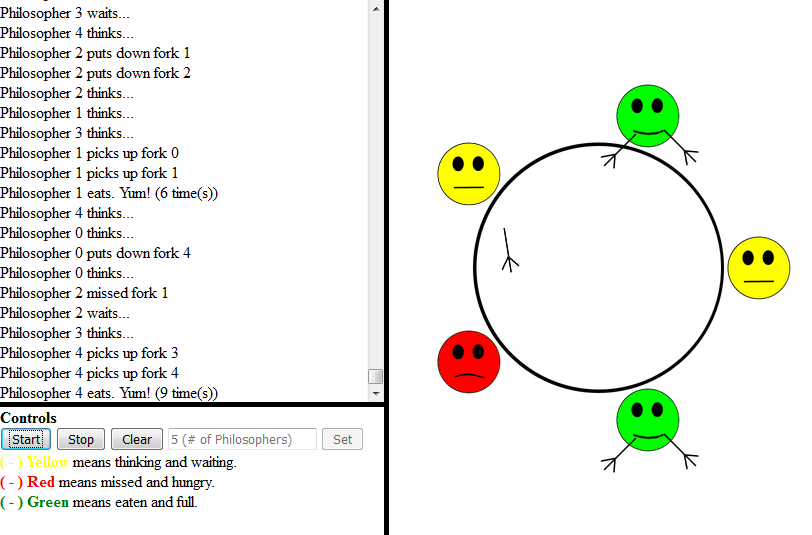 Philosopher 3 waits...
Philosopher 4 thinks...
Philosopher 2 puts down fork 1
Philosopher 2 puts down fork 2
Philosopher 2 thinks...
Philosopher 1 thinks...
Philosopher 3 thinks...
Philosopher 1 picks up fork 0
Philosopher 1 picks up fork 1
Philosopher 1 eats. Yum! (6 time(s))
Philosopher 4 thinks...
Philosopher 0 thinks...
Philosopher 0 puts down fork 4
Philosopher 0 thinks...
Philosopher 2 missed fork 1
Philosopher 2 waits...
Philosopher 3 thinks...
Philosopher 4 picks up fork 3
Philosopher 4 picks up fork 4
Philosopher 4 eats. Yum! (9 time(s))
Controls
Start Stop Clear 5 (# of Philosophers) Set
( - ) Yellow means thinking and waiting.
( - ) Red means missed and hungry.
( - ) Green means eaten and full.